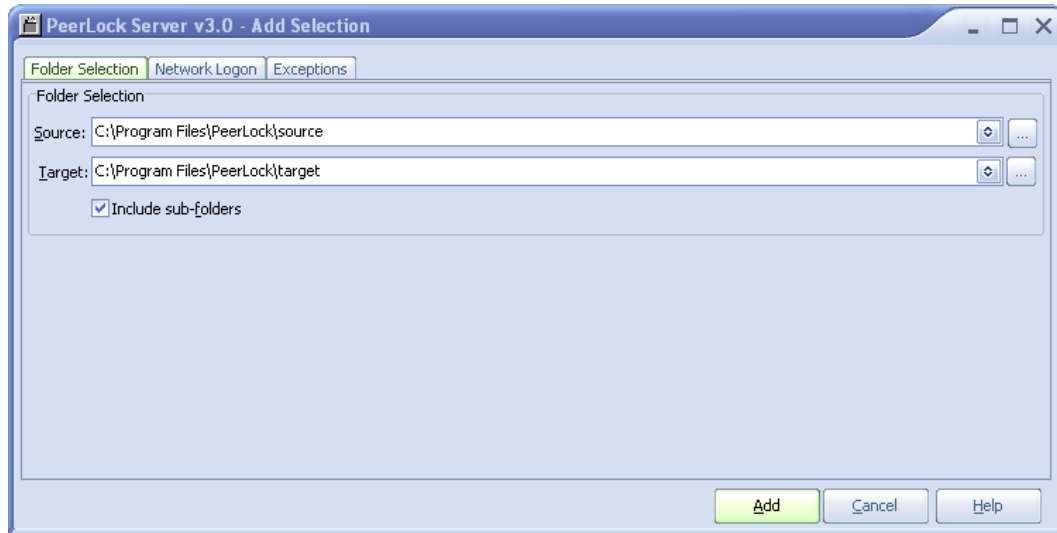 PeerLock Server v3.0 - Add Selection
Folder Selection Network Logon Exceptions
Folder Selection
Source: C:\Program Files\PeerLock\source ...
Target: C:\Program Files\PeerLock\target ...
Include sub-folders
Add Cancel Help